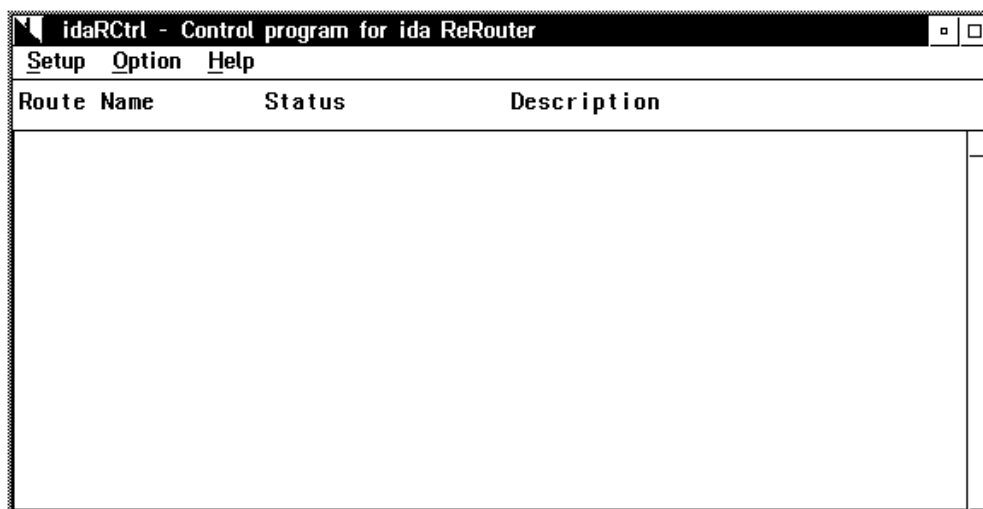 idaRCtrl - Control program for ida ReRouter
Setup Option Help
Route Name Status Description